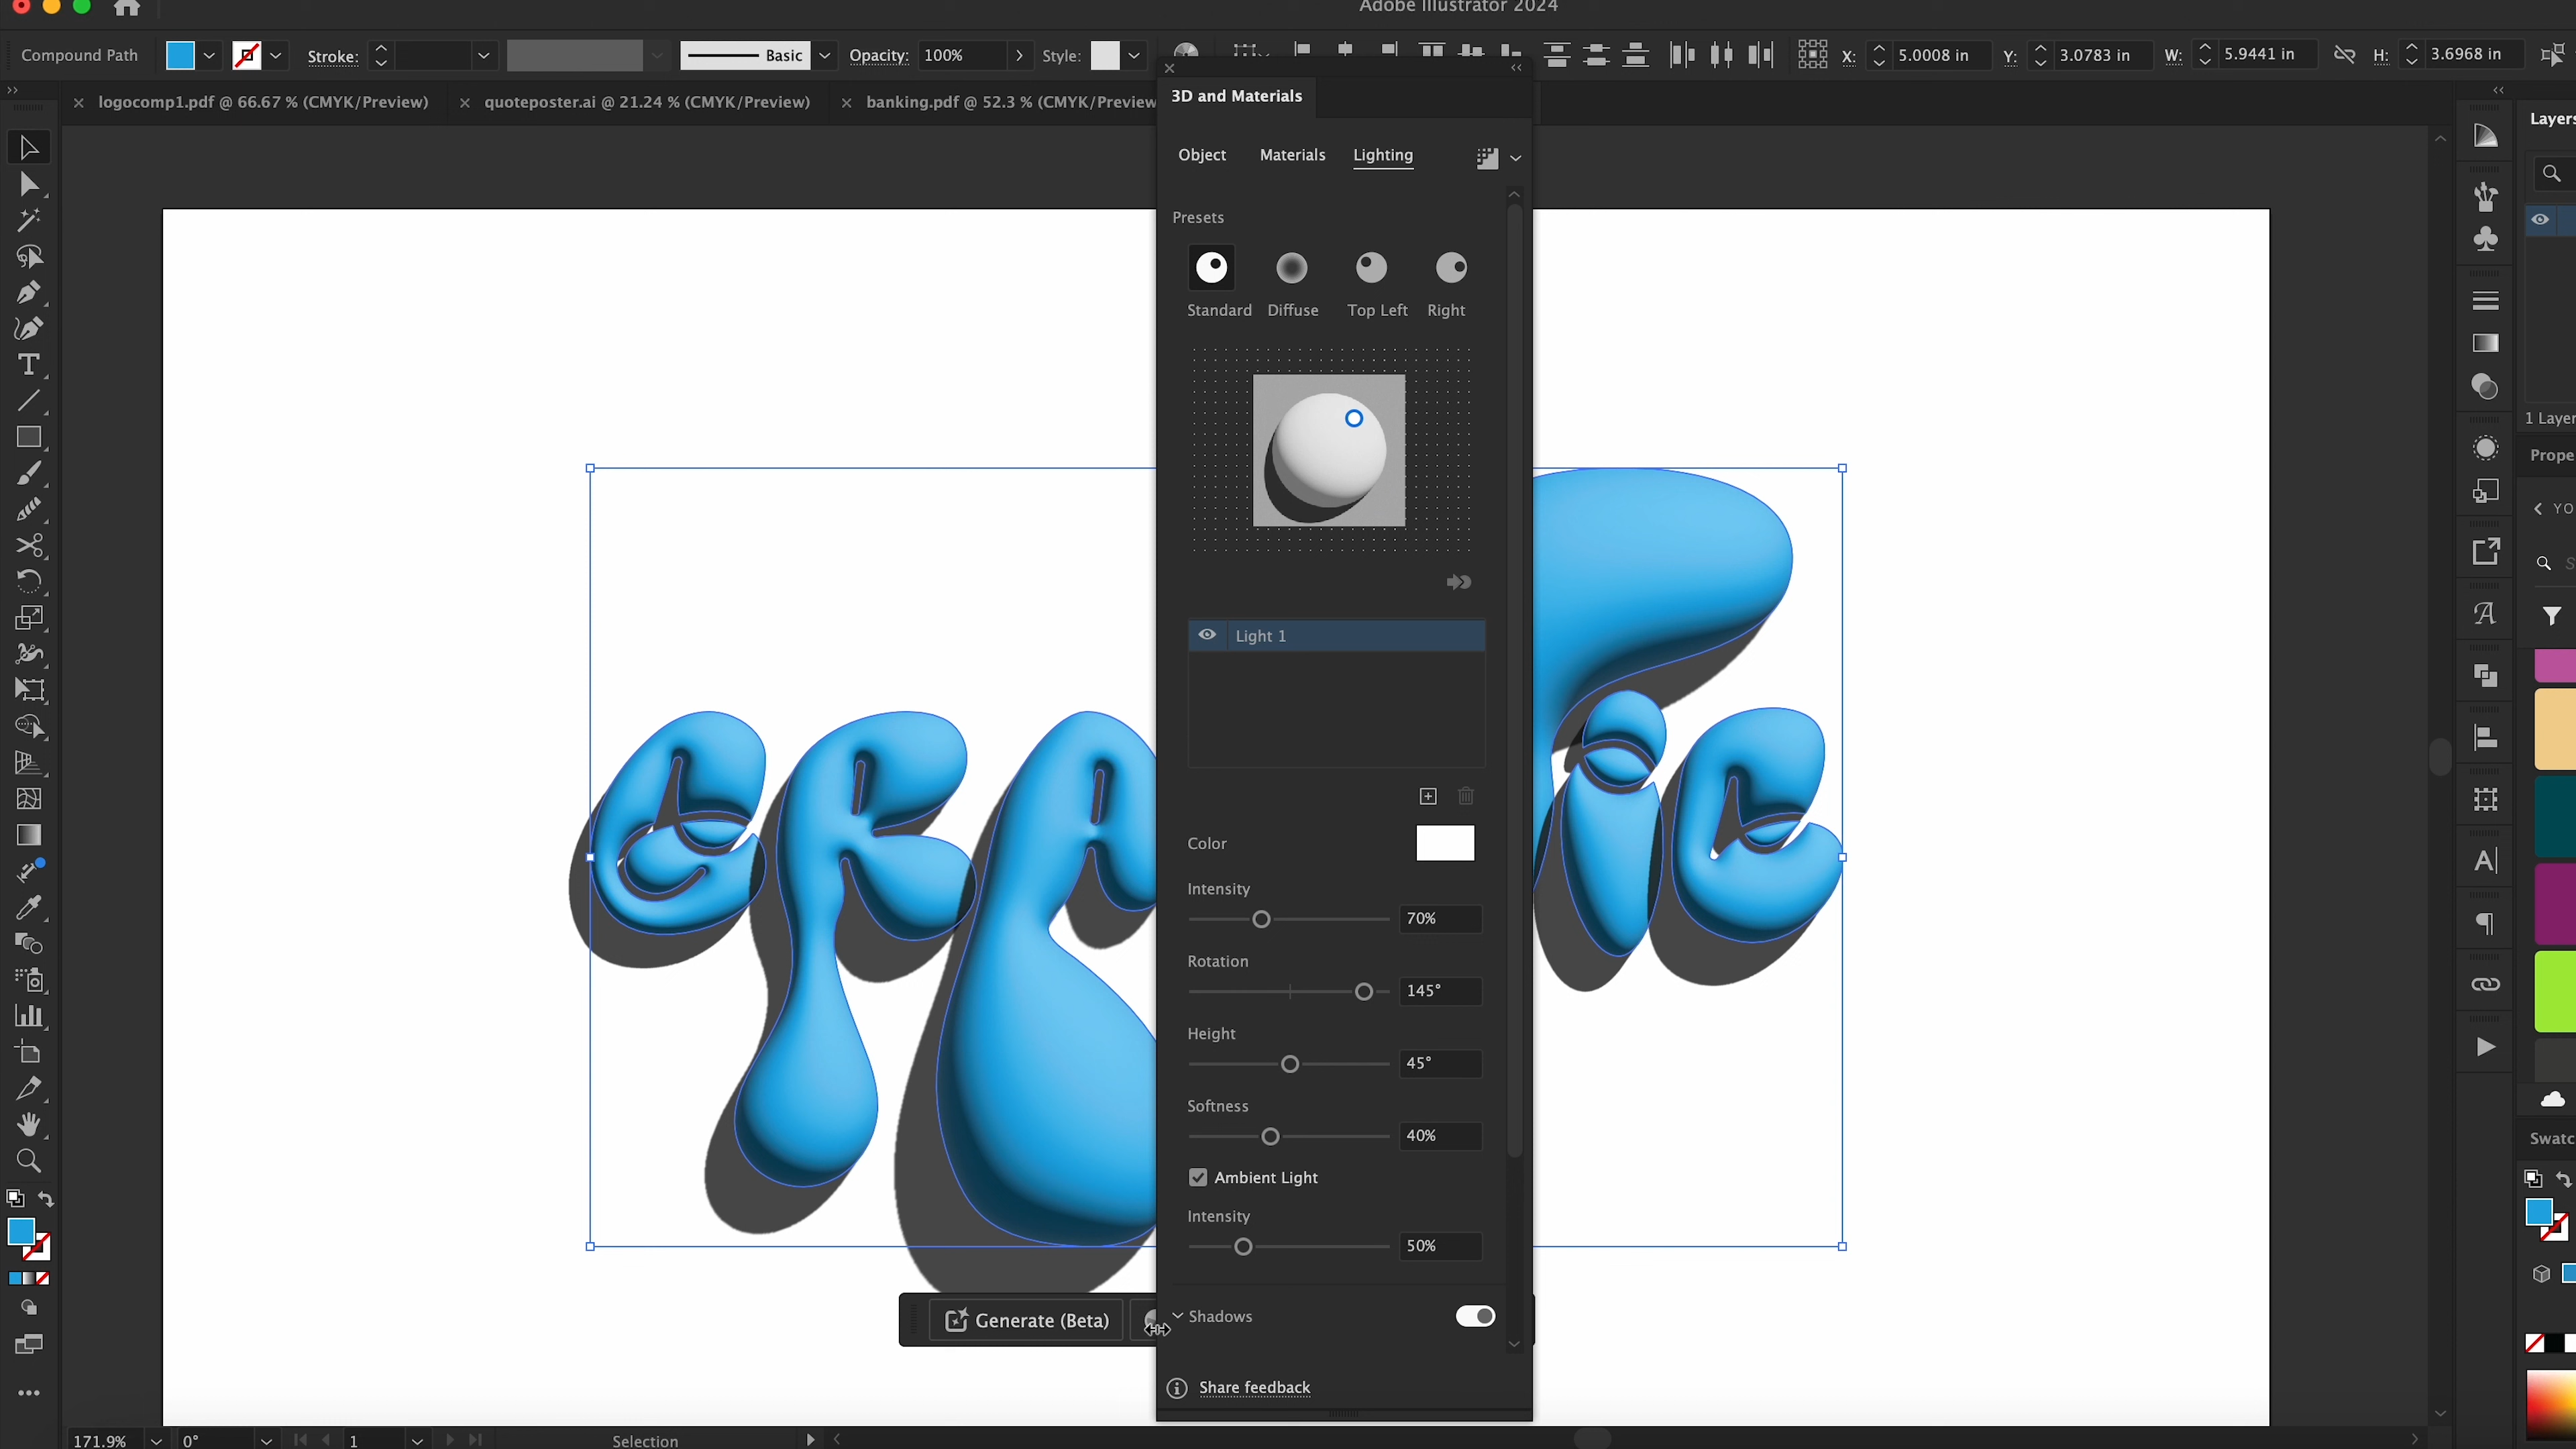 Adobe Illustrator 2024
Compound Path
Stroke:
Basic
Opacity: 100%
Style:
X: 5.0008 in
Y: 3.0783 in
W: 5.9441 in
H: 3.6968 in
logocomp1.pdf @ 66.67 % (CMYK/Preview)
quoteposter.ai @ 21.24 % (CMYK/Preview)
banking.pdf @ 52.3 % (CMYK/Preview
3D and Materials
Object Materials Lighting
Presets
Standard Diffuse Top Left Right
Light 1
Color
Intensity
70%
Rotation
145°
Height
45°
Softness
40%
Ambient Light
Intensity
50%
Shadows
Share feedback
Generate (Beta)
Layers
1 Layer
Prope
YO
S
Swatc
171.9% 0° 1 Selection